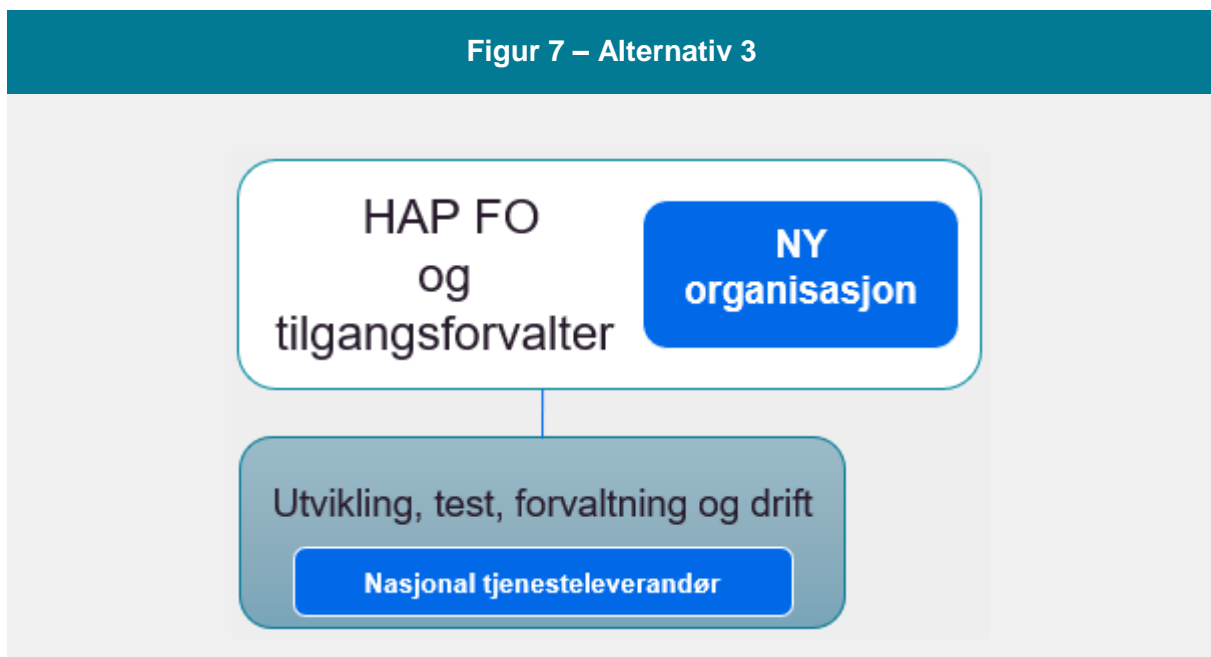 Figur 7 – Alternativ 3
HAP FO
og
tilgangsforvalter
NY
organisasjon
Utvikling, test, forvaltning og drift
Nasjonal tjenesteleverandør